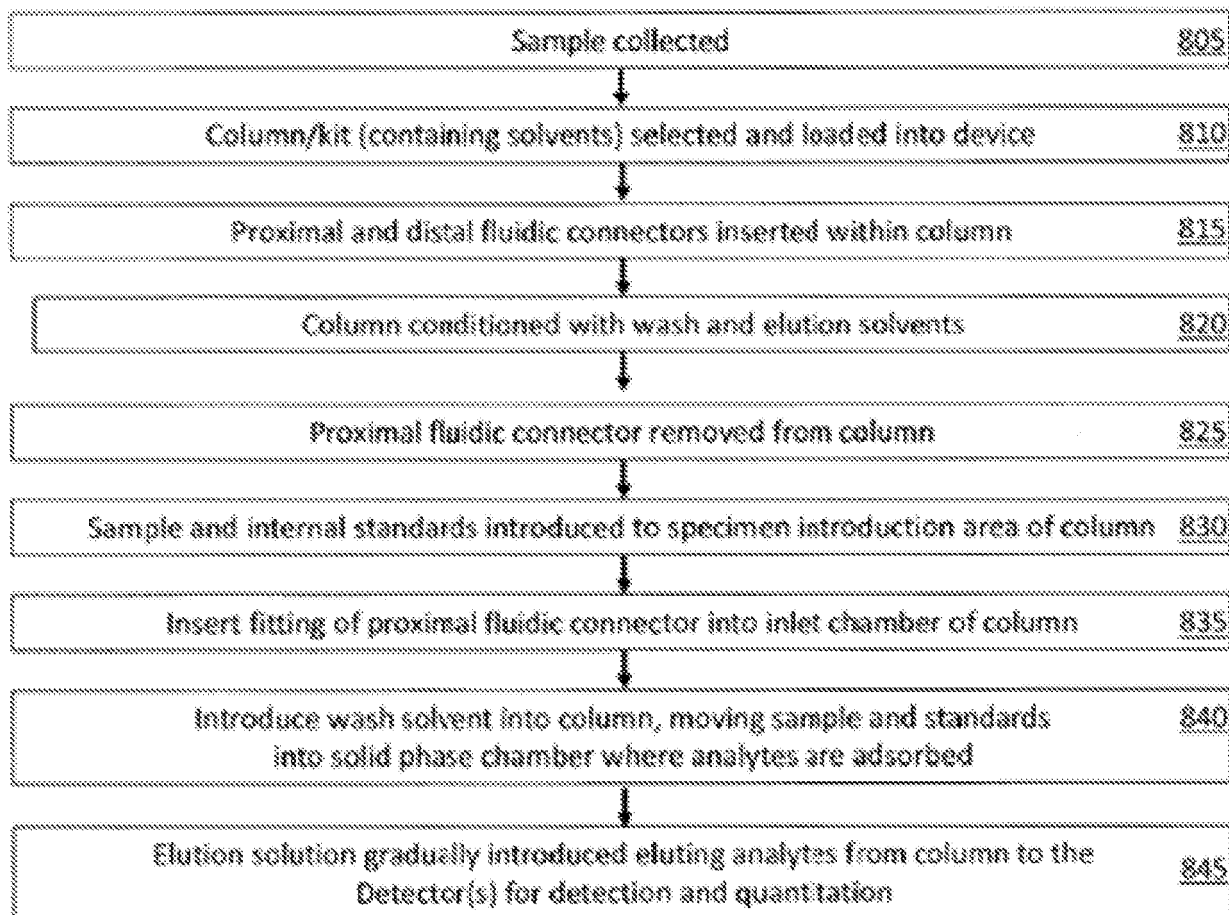 Sample collected 805
Column/kit (containing solvents) selected and loaded into device 810
Proximal and distal fluidic connectors inserted within column 815
Column conditioned with wash and elution solvents 820
Proximal fluidic connector removed from column 825
Sample and internal standards introduced to specimen introduction area of column 830
Insert fitting of proximal fluidic connector into inlet chamber of column 835
Introduce wash solvent into column, moving sample and standards 840
into solid phase chamber where analytes are adsorbed
Elution solution gradually introduced eluting analytes from column to the 845
Detector(s) for detection and quantitation